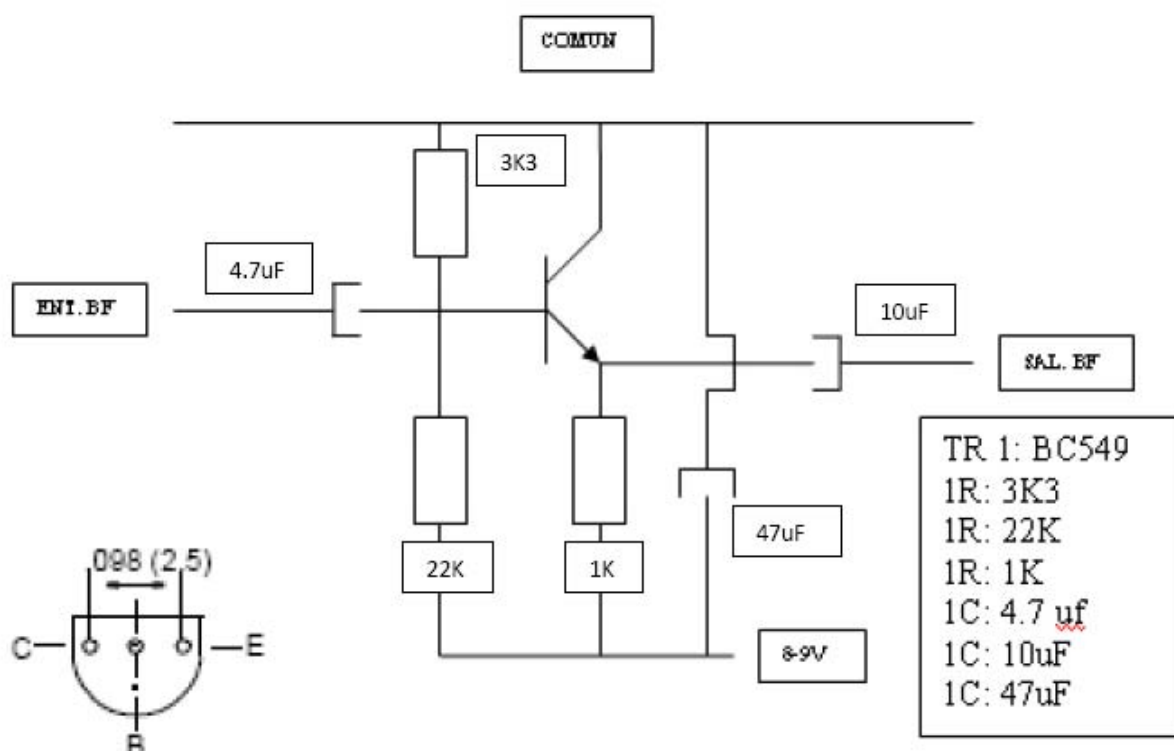 COMUN
3K3
4.7uF
ENT.BF
10uF
SAL.BF
TR 1: BC549
1R: 3K3
1R: 22K
1R: 1K
1C: 4.7 uf
1C: 10uF
1C: 47uF
47uF
22K
1K
8-9V
098 (2,5)
C
E
B